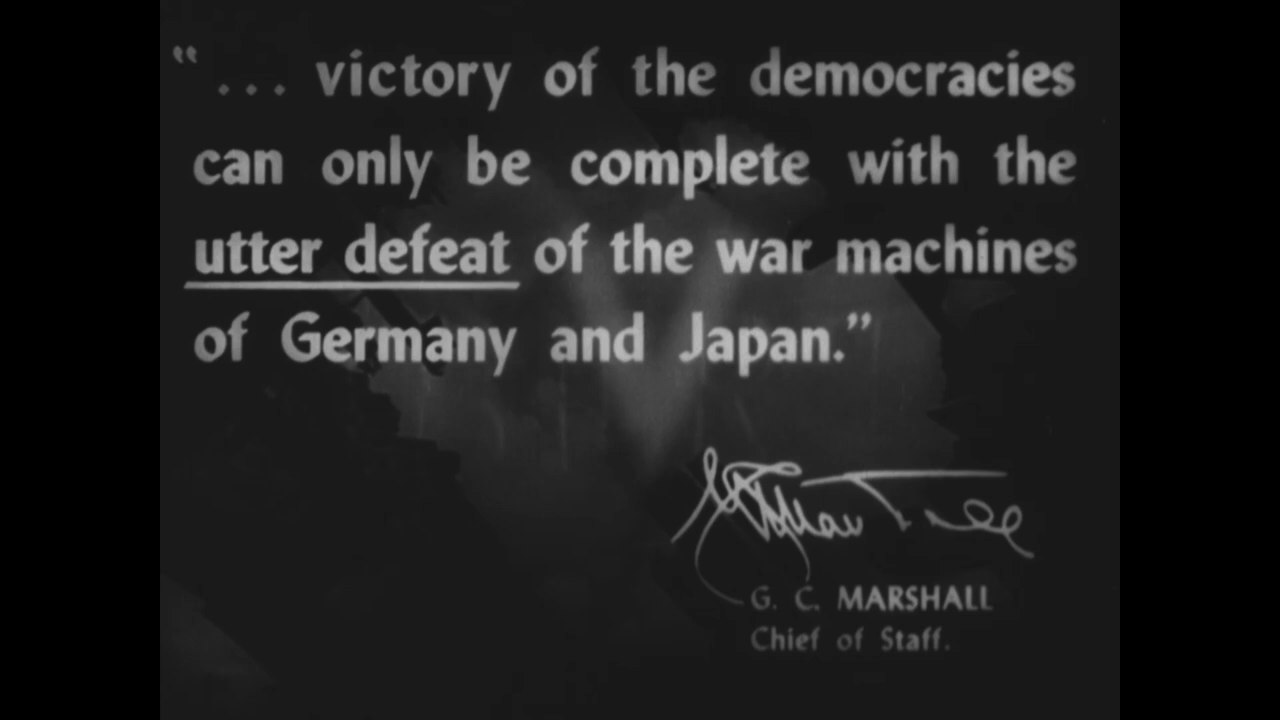 “... victory of the democracies
can only be complete with the
utter defeat of the war machines
of Germany and Japan.”
G. C. Marshall
G. C. MARSHALL
Chief of Staff.